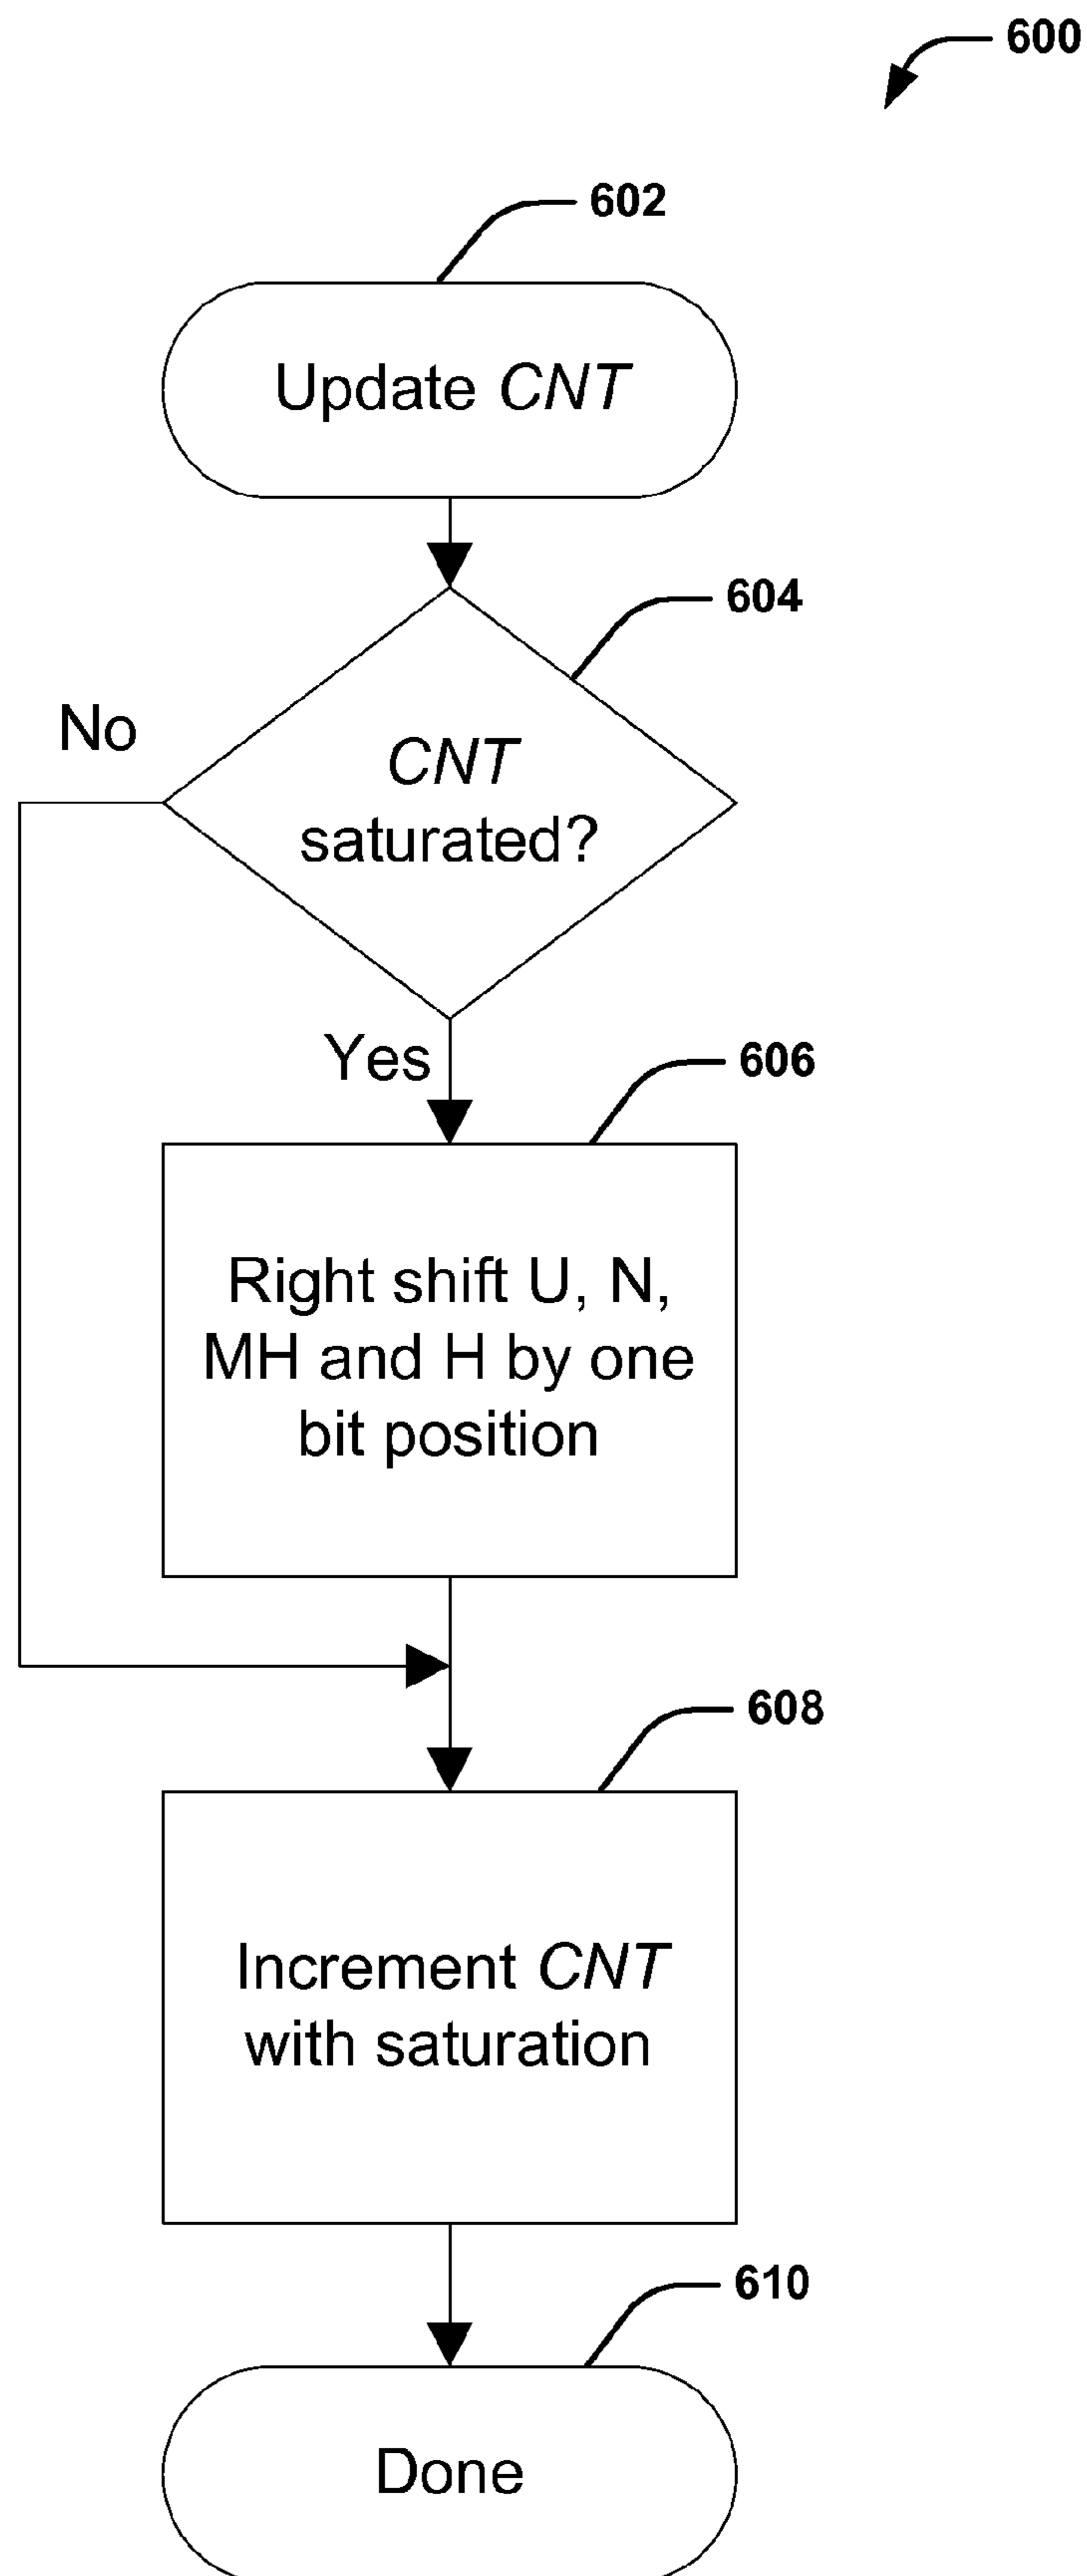 600
602
Update CNT
604
No
CNT
saturated?
Yes
606
Right shift U, N,
MH and H by one
bit position
608
Increment CNT
with saturation
610
Done